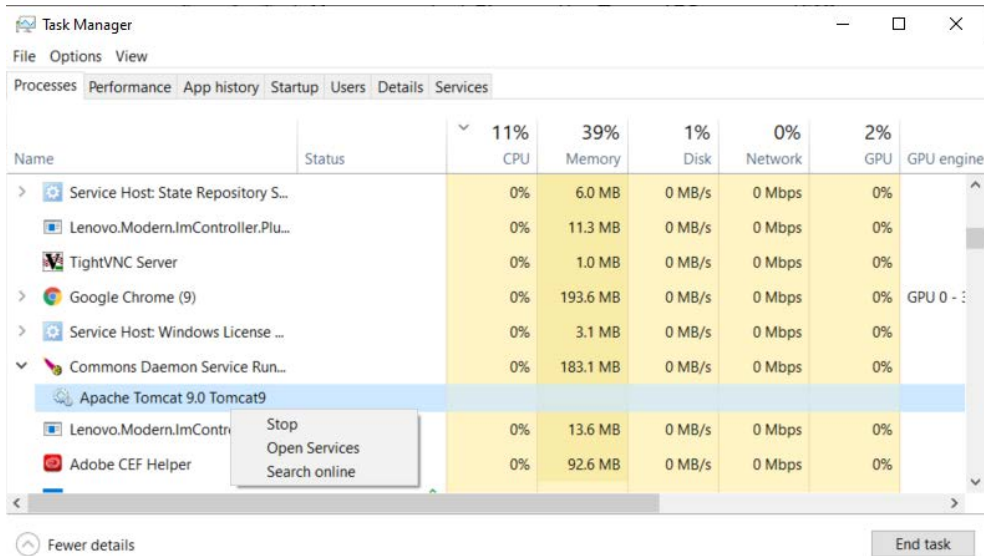 Task Manager
File Options View
Processes Performance App history Startup Users Details Services
11% 39% 1% 0% 2%
Name Status CPU Memory Disk Network GPU GPU engine
Service Host: State Repository S... 0% 6.0 MB 0 MB/s 0 Mbps 0%
Lenovo.Modern.ImController.Plu... 0% 11.3 MB 0 MB/s 0 Mbps 0%
TightVNC Server 0% 1.0 MB 0 MB/s 0 Mbps 0%
Google Chrome (9) 0% 193.6 MB 0 MB/s 0 Mbps 0% GPU 0 -
Service Host: Windows License ... 0% 3.1 MB 0 MB/s 0 Mbps 0%
Commons Daemon Service Run... 0% 183.1 MB 0 MB/s 0 Mbps 0%
Apache Tomcat 9.0 Tomcat9
Stop
Lenovo.Modern.ImContr 0% 13.6 MB 0 MB/s 0 Mbps 0%
Open Services
Adobe CEF Helper 0% 92.6 MB 0 MB/s 0 Mbps 0%
Search online
Fewer details End task